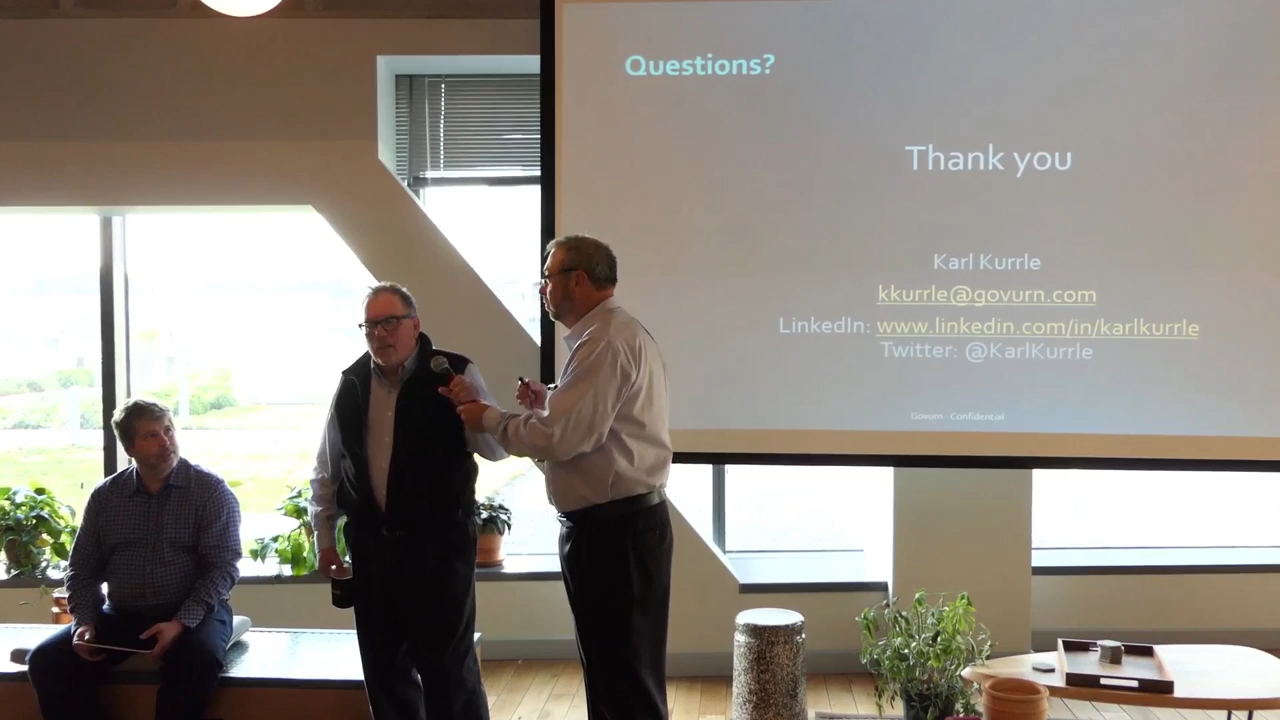 Questions?
Thank you
Karl Kurrle
kkurrle@govurn.com
LinkedIn: www.linkedin.com/in/karlkurrle
Twitter: @KarlKurrle
Govurn - Confidential